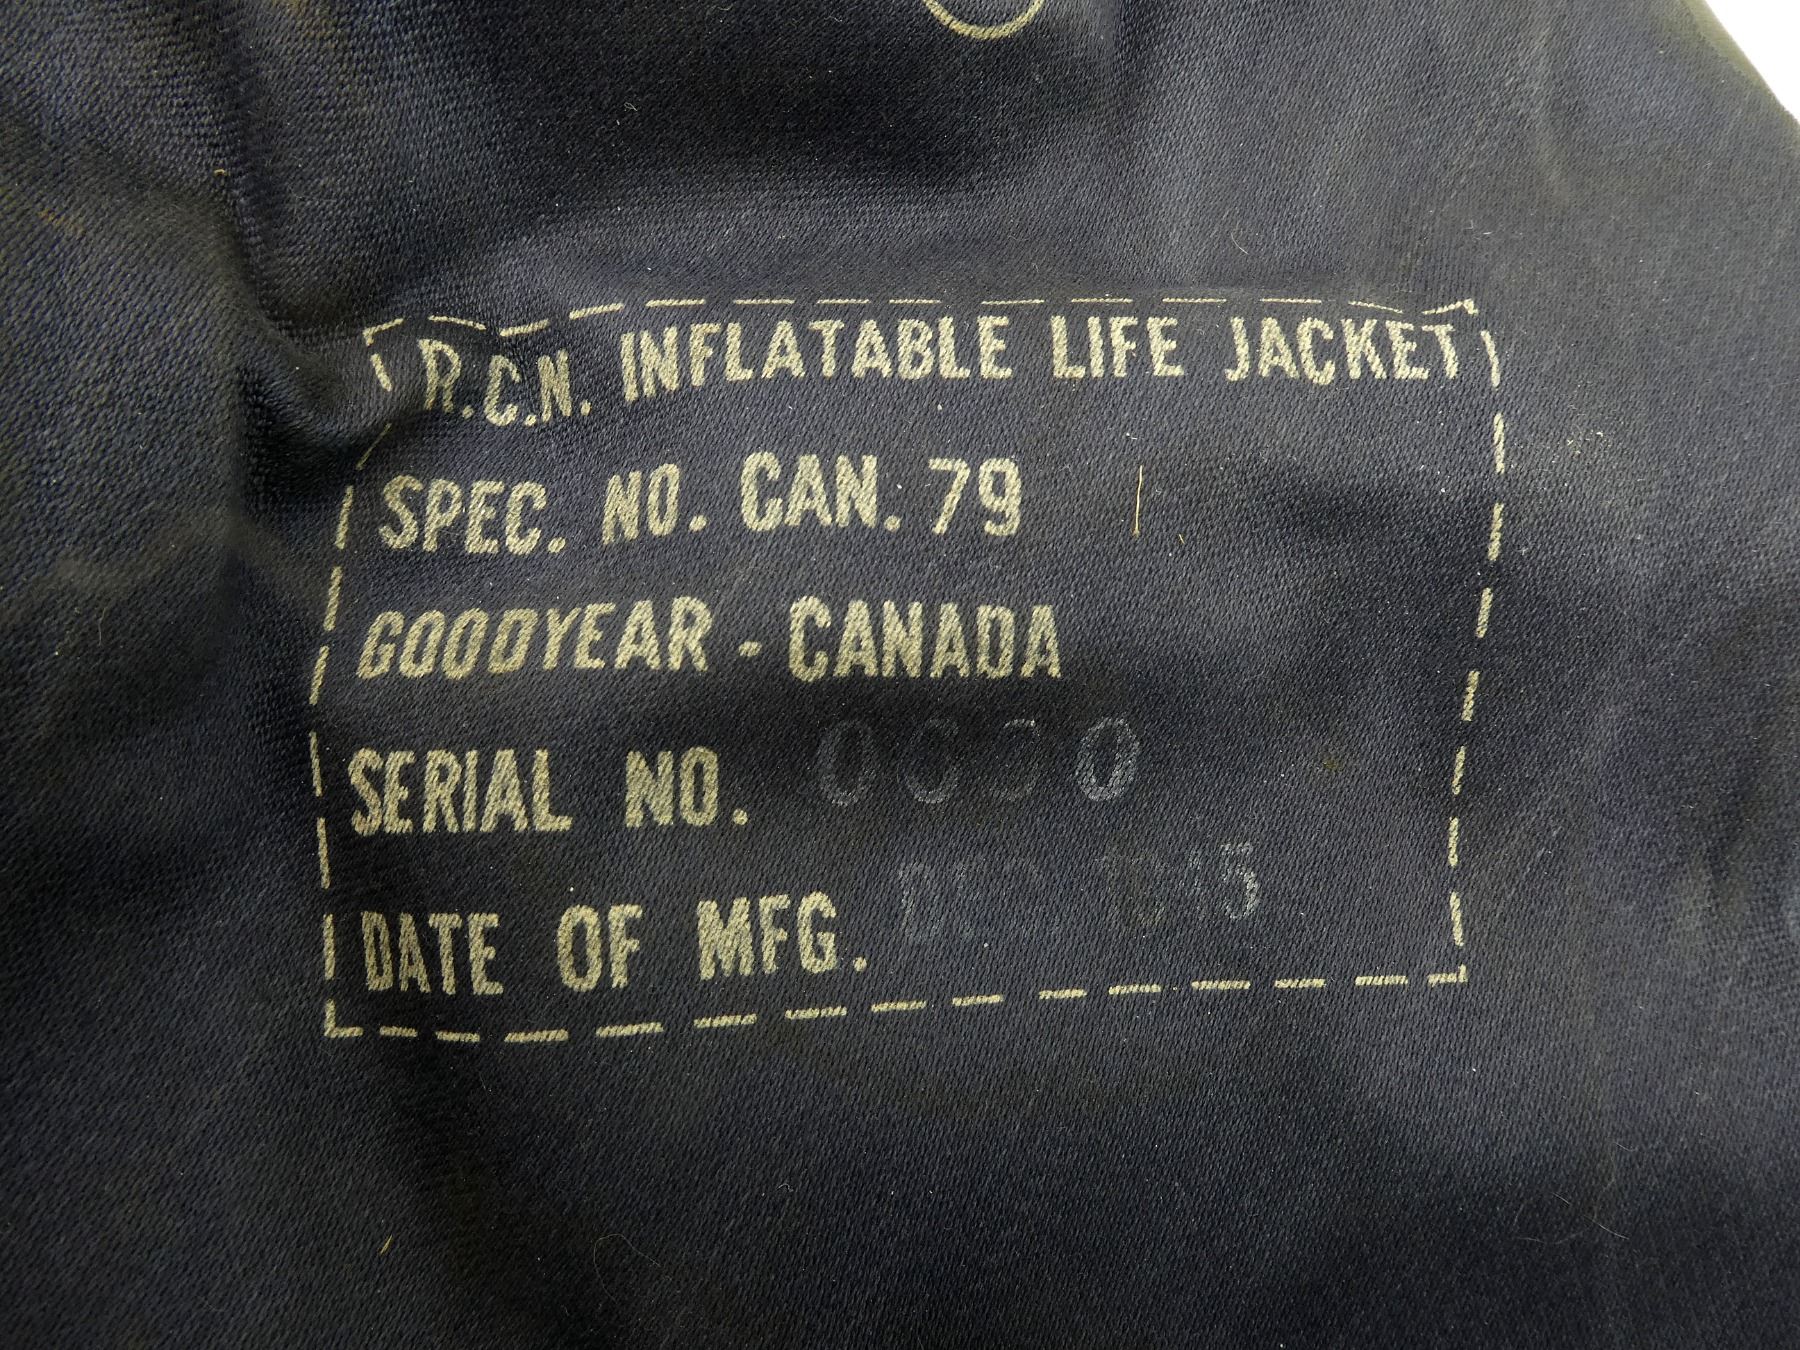 R.C.N. INFLATABLE LIFE JACKET
SPEC. NO. CAN. 79
GOODYEAR - CANADA
SERIAL NO.
DATE OF MFG.